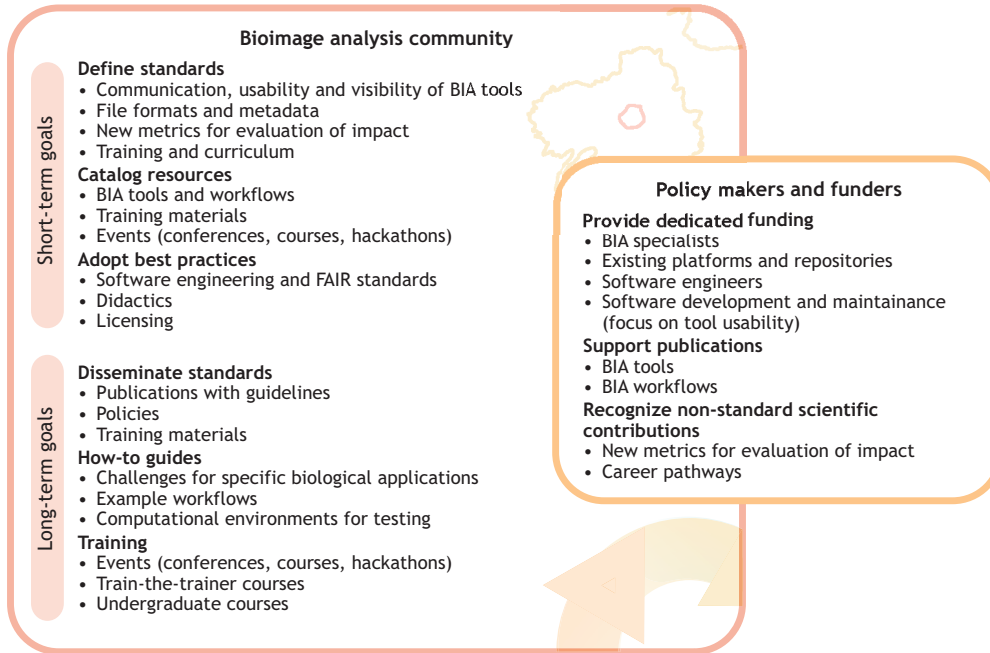 Bioimage analysis community
Short-term goals
Define standards
• Communication, usability and visibility of BIA tools
• File formats and metadata
• New metrics for evaluation of impact
• Training and curriculum
Catalog resources
• BIA tools and workflows
• Training materials
• Events (conferences, courses, hackathons)
Adopt best practices
• Software engineering and FAIR standards
• Didactics
• Licensing
Long-term goals
Disseminate standards
• Publications with guidelines
• Policies
• Training materials
How-to guides
• Challenges for specific biological applications
• Example workflows
• Computational environments for testing
Training
• Events (conferences, courses, hackathons)
• Train-the-trainer courses
• Undergraduate courses
Policy makers and funders
Provide dedicated funding
• BIA specialists
• Existing platforms and repositories
• Software engineers
• Software development and maintainance
(focus on tool usability)
Support publications
• BIA tools
• BIA workflows
Recognize non-standard scientific
contributions
• New metrics for evaluation of impact
• Career pathways